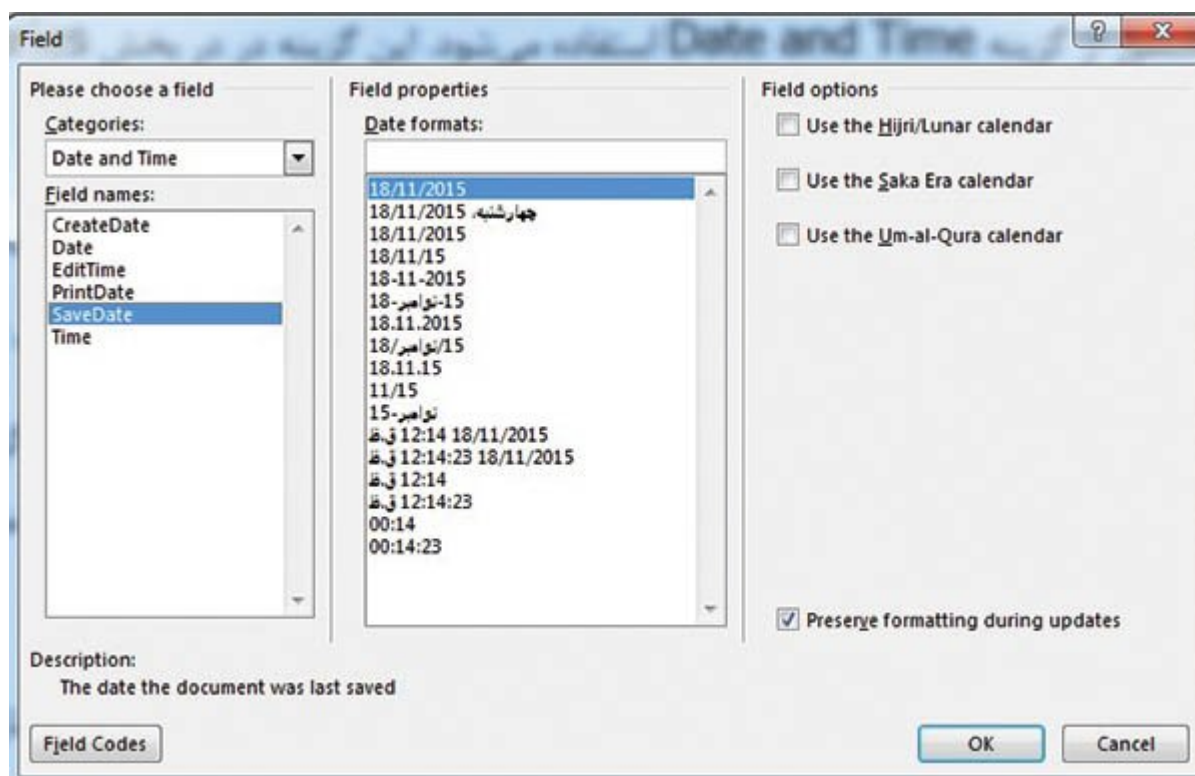 Date and Time
Field
Please choose a field
Categories:
Date and Time
Field names:
CreateDate
Date
EditTime
PrintDate
SaveDate
Time
Field properties
Date formats:
18/11/2015
چهارشنبه، 18/11/2015
18/11/2015
18/11/15
18-11-2015
18-نوامبر-15
18.11.2015
18/نوامبر/15
18.11.15
11/15
نوامبر-15
18/11/2015 12:14 ق.ظ
18/11/2015 12:14:23 ق.ظ
12:14 ق.ظ
12:14:23 ق.ظ
00:14
00:14:23
Field options
Use the Hijri/Lunar calendar
Use the Saka Era calendar
Use the Um-al-Qura calendar
Preserve formatting during updates
Description:
The date the document was last saved
Field Codes
OK
Cancel